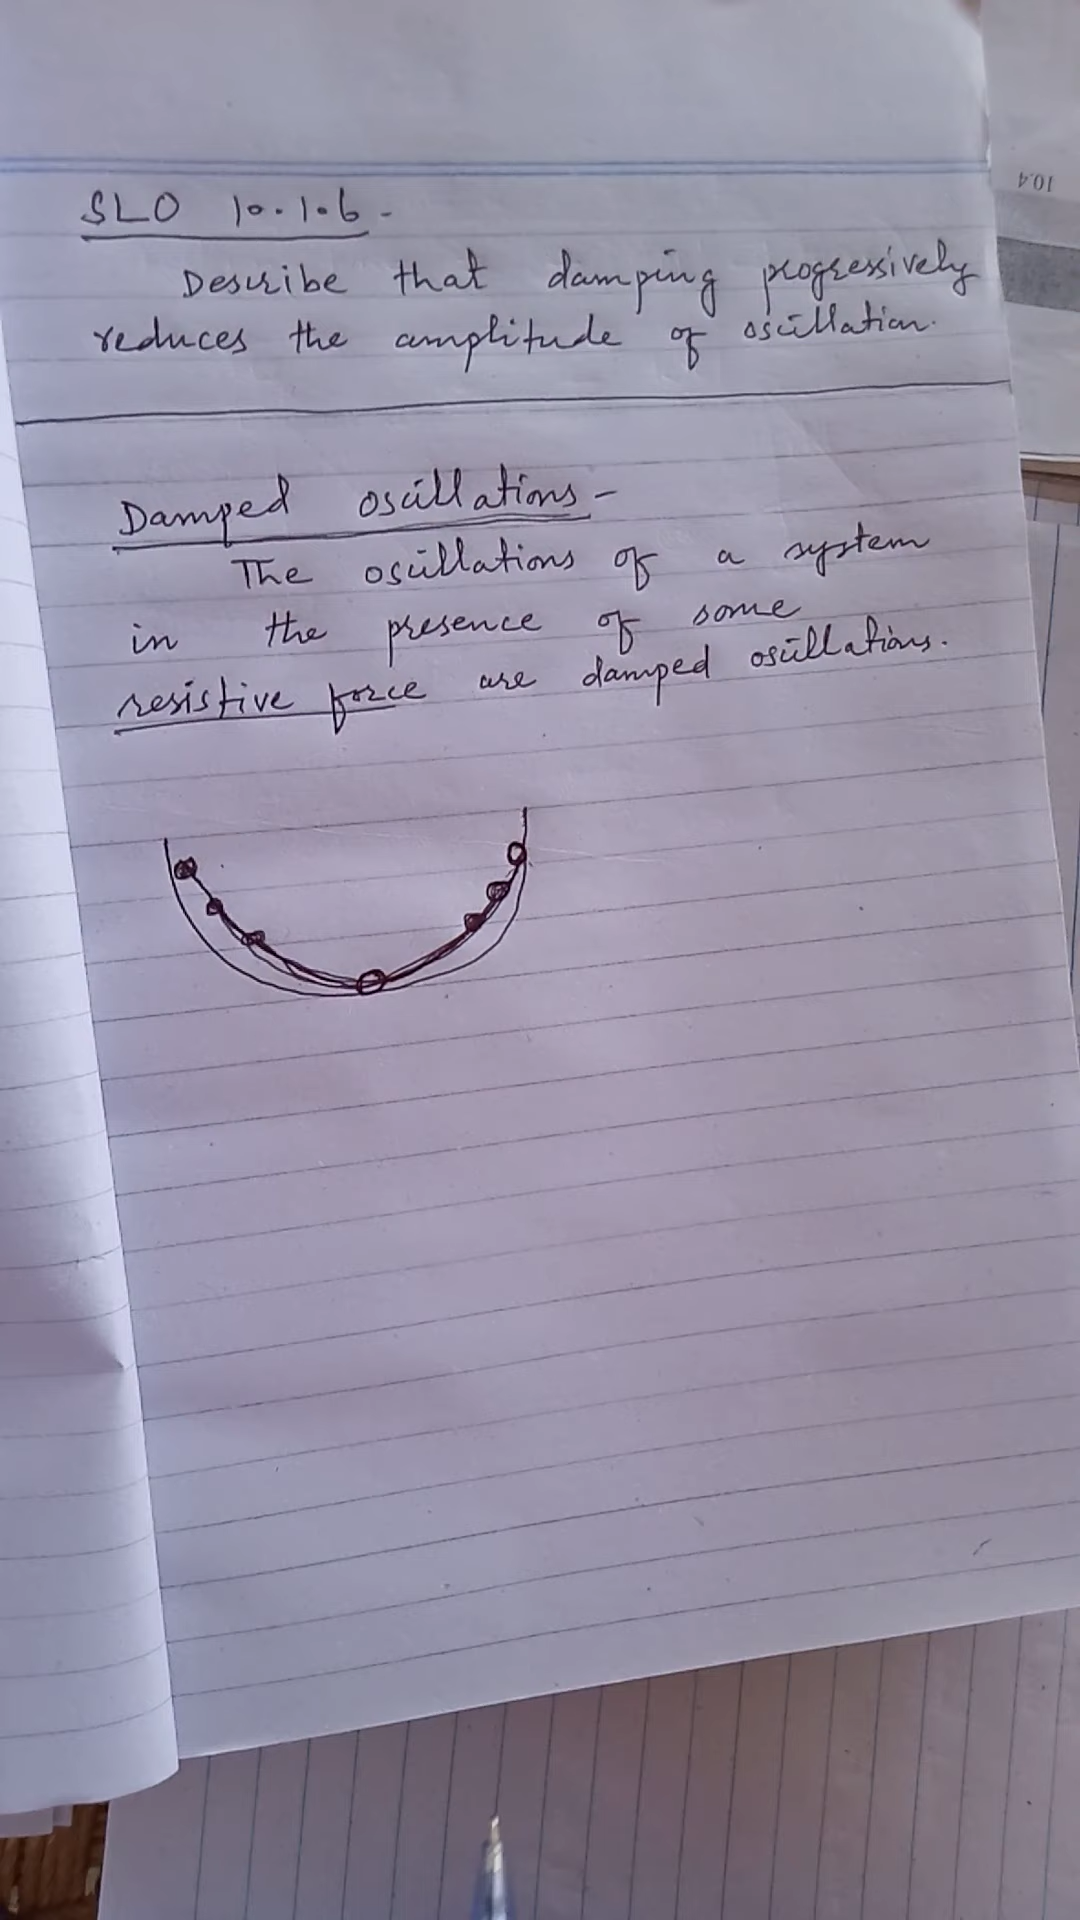 SLO 10.1.6-
Describe that damping progressively
reduces the amplitude of oscillation.
Damped oscillations -
The oscillations of a system
in the presence of some
resistive force are damped oscillations.
10.4